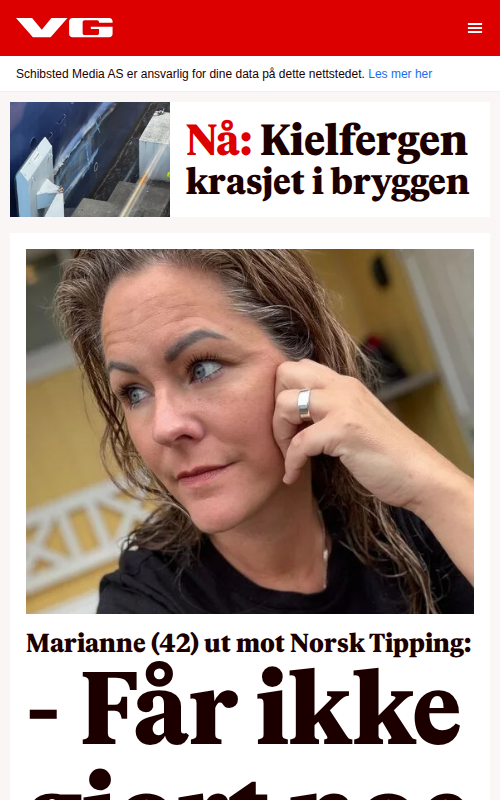 VG
Schibsted Media AS er ansvarlig for dine data på dette nettstedet. Les mer her
Nå: Kielfergen
krasjet i bryggen
Marianne (42) ut mot Norsk Tipping:
- Får ikke